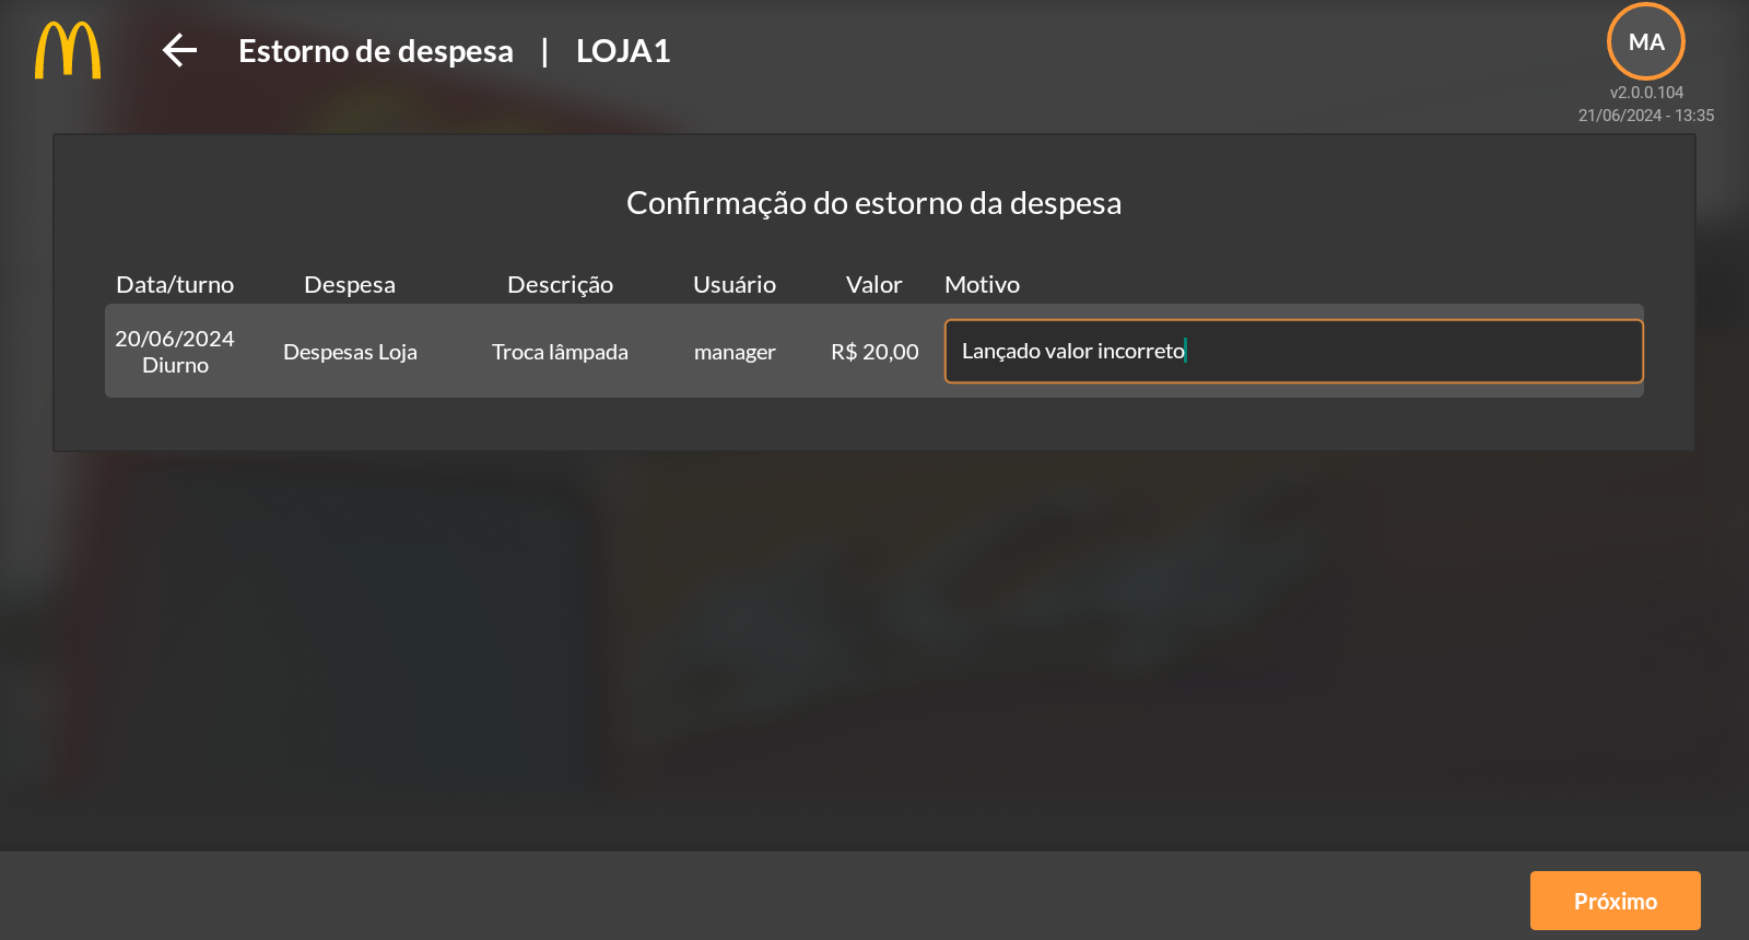 Estorno de despesa | LOJA1
MA
v2.0.0.104
21/06/2024 - 13:35
Confirmação do estorno da despesa
Data/turno Despesa Descrição Usuário Valor Motivo
20/06/2024
Diurno
Despesas Loja
Troca lâmpada
manager
R$ 20,00
Lançado valor incorreto
Próximo